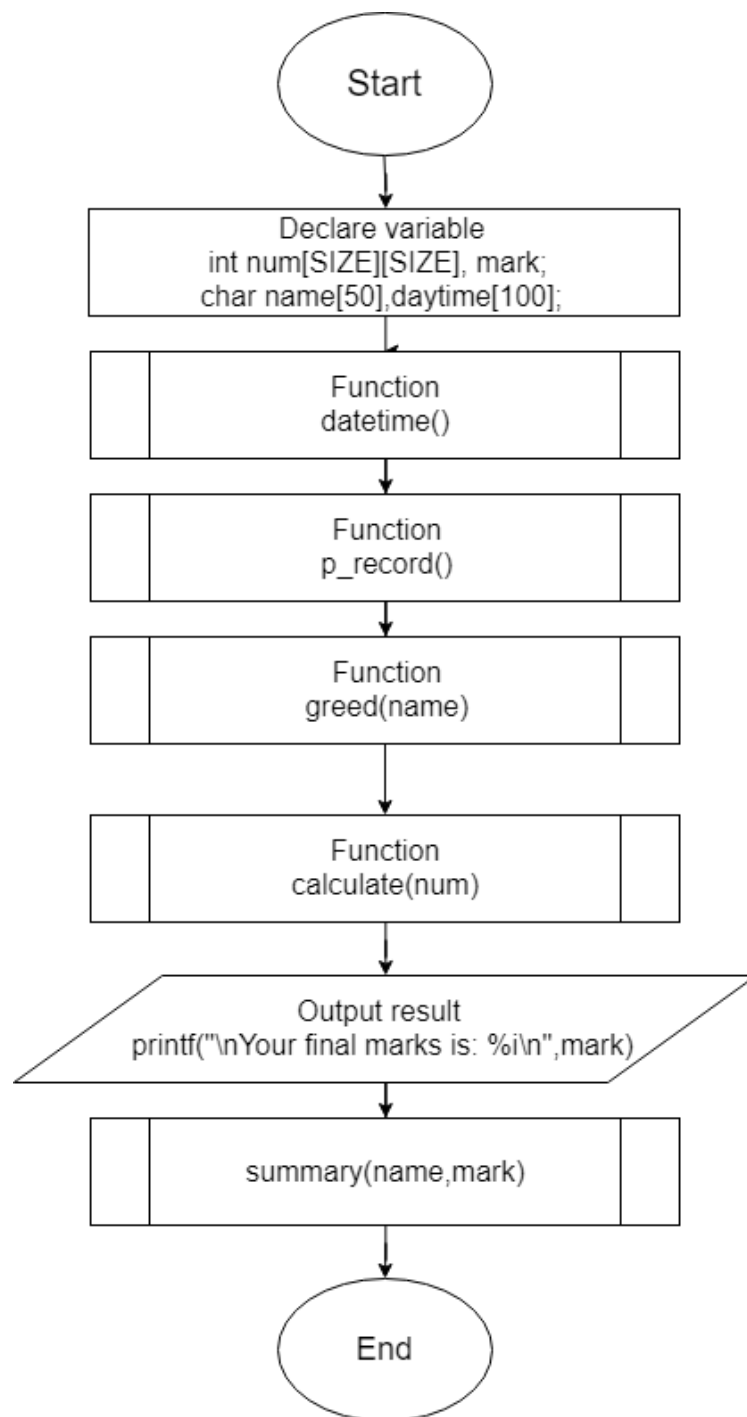 Start
Declare variable
int num[SIZE][SIZE], mark;
char name[50],daytime[100];
Function
datetime()
Function
p_record()
Function
greed(name)
Function
calculate(num)
Output result
printf("\nYour final marks is: %i\n",mark)
summary(name,mark)
End